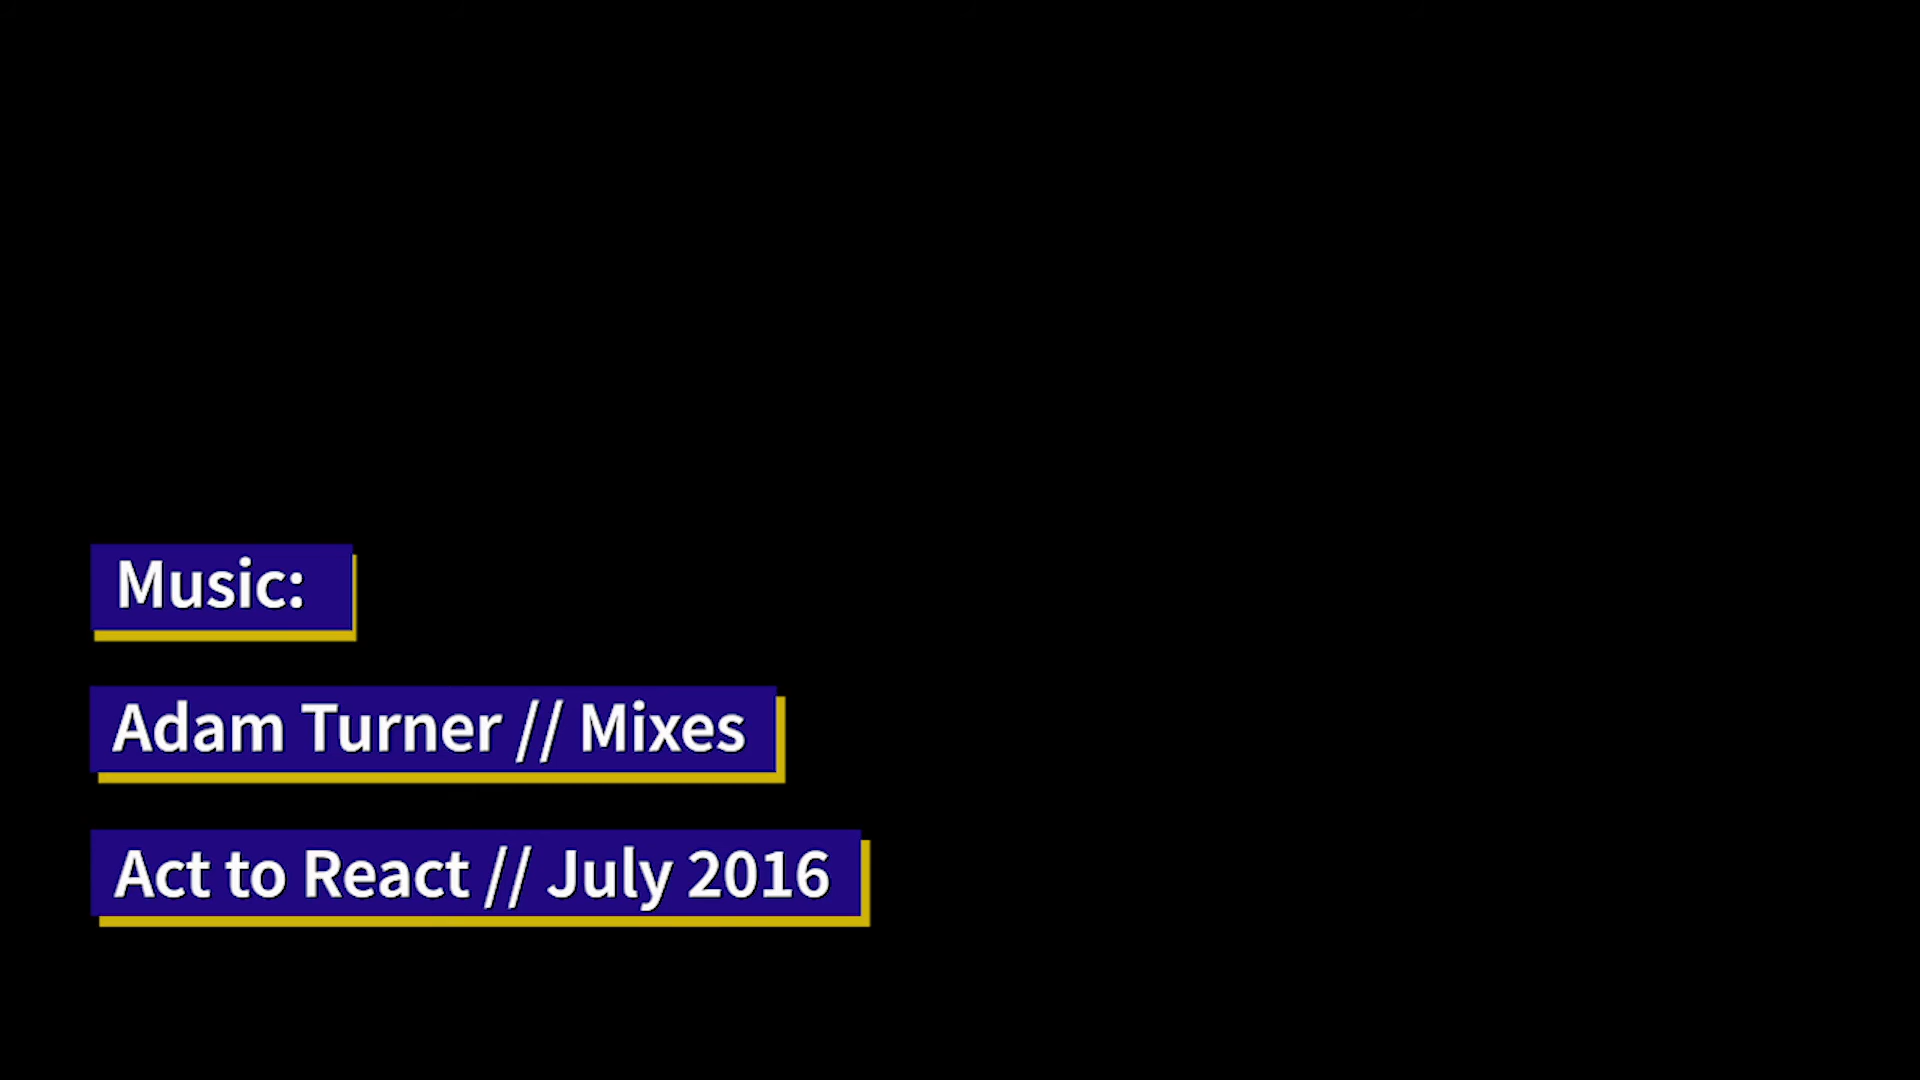 Music:
Adam Turner // Mixes
Act to React // July 2016